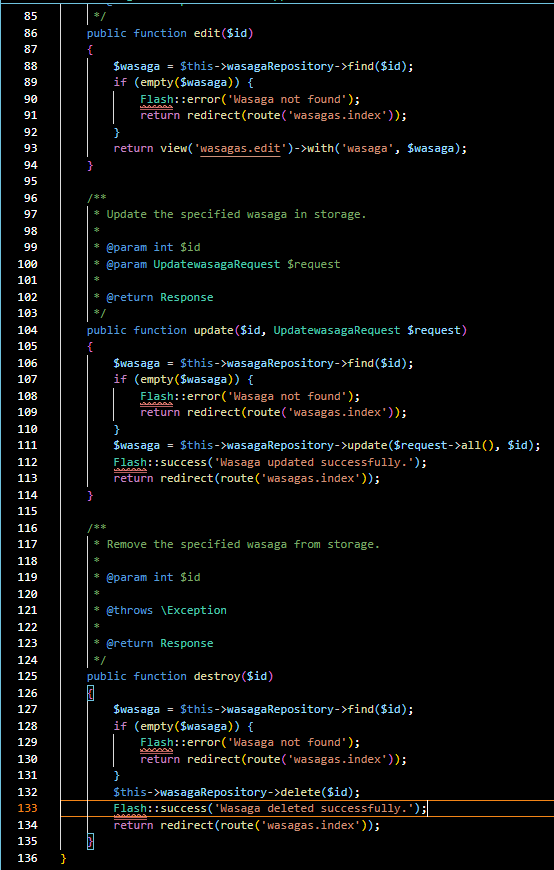 85 */
86 public function edit($id)
87 {
88 $wasaga = $this->wasagaRepository->find($id);
89 if (empty($wasaga)) {
90 Flash::error('Wasaga not found');
91 return redirect(route('wasagas.index'));
92 }
93 return view('wasagas.edit')->with('wasaga', $wasaga);
94 }
95
96 /**
97 * Update the specified wasaga in storage.
98 *
99 * @param int $id
100 * @param UpdatewasagaRequest $request
101 *
102 * @return Response
103 */
104 public function update($id, UpdatewasagaRequest $request)
105 {
106 $wasaga = $this->wasagaRepository->find($id);
107 if (empty($wasaga)) {
108 Flash::error('Wasaga not found');
109 return redirect(route('wasagas.index'));
110 }
111 $wasaga = $this->wasagaRepository->update($request->all(), $id);
112 Flash::success('Wasaga updated successfully.');
113 return redirect(route('wasagas.index'));
114 }
115
116 /**
117 * Remove the specified wasaga from storage.
118 *
119 * @param int $id
120 *
121 * @throws \Exception
122 *
123 * @return Response
124 */
125 public function destroy($id)
126 {
127 $wasaga = $this->wasagaRepository->find($id);
128 if (empty($wasaga)) {
129 Flash::error('Wasaga not found');
130 return redirect(route('wasagas.index'));
131 }
132 $this->wasagaRepository->delete($id);
133 Flash::success('Wasaga deleted successfully.');
134 return redirect(route('wasagas.index'));
135 }
136 }